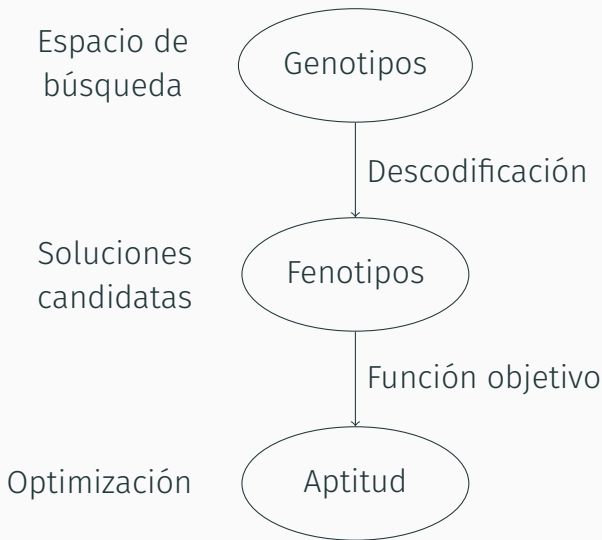 Espacio de
búsqueda
Genotipos
Descodificación
Soluciones
candidatas
Fenotipos
Función objetivo
Optimización
Aptitud